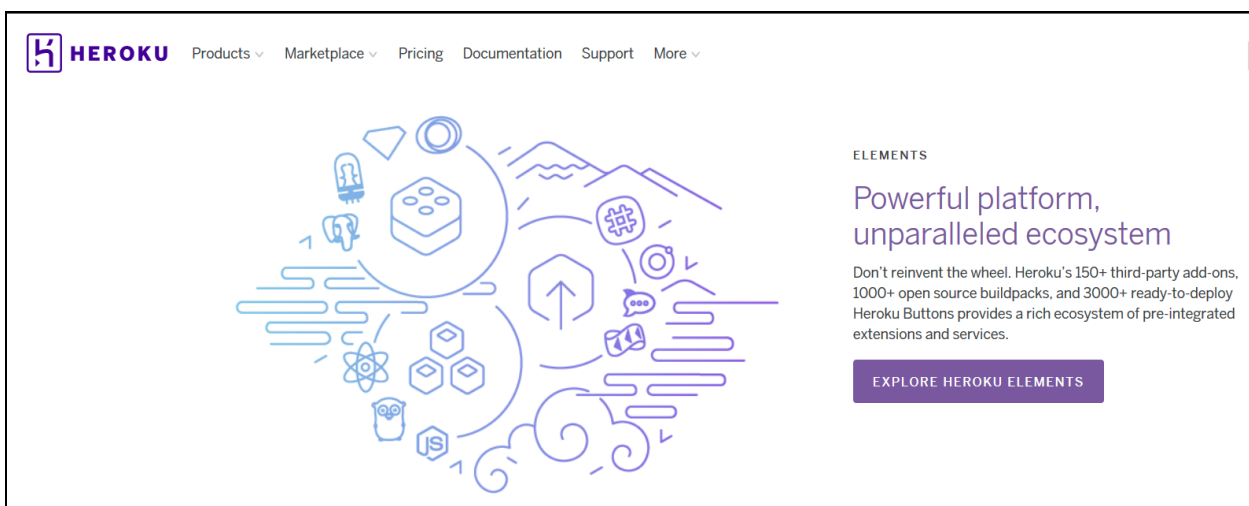 HEROKU Products Marketplace Pricing Documentation Support More
ELEMENTS
Powerful platform,
unparalleled ecosystem
Don't reinvent the wheel. Heroku's 150+ third-party add-ons,
1000+ open source buildpacks, and 3000+ ready-to-deploy
Heroku Buttons provides a rich ecosystem of pre-integrated
extensions and services.
EXPLORE HEROKU ELEMENTS
JS